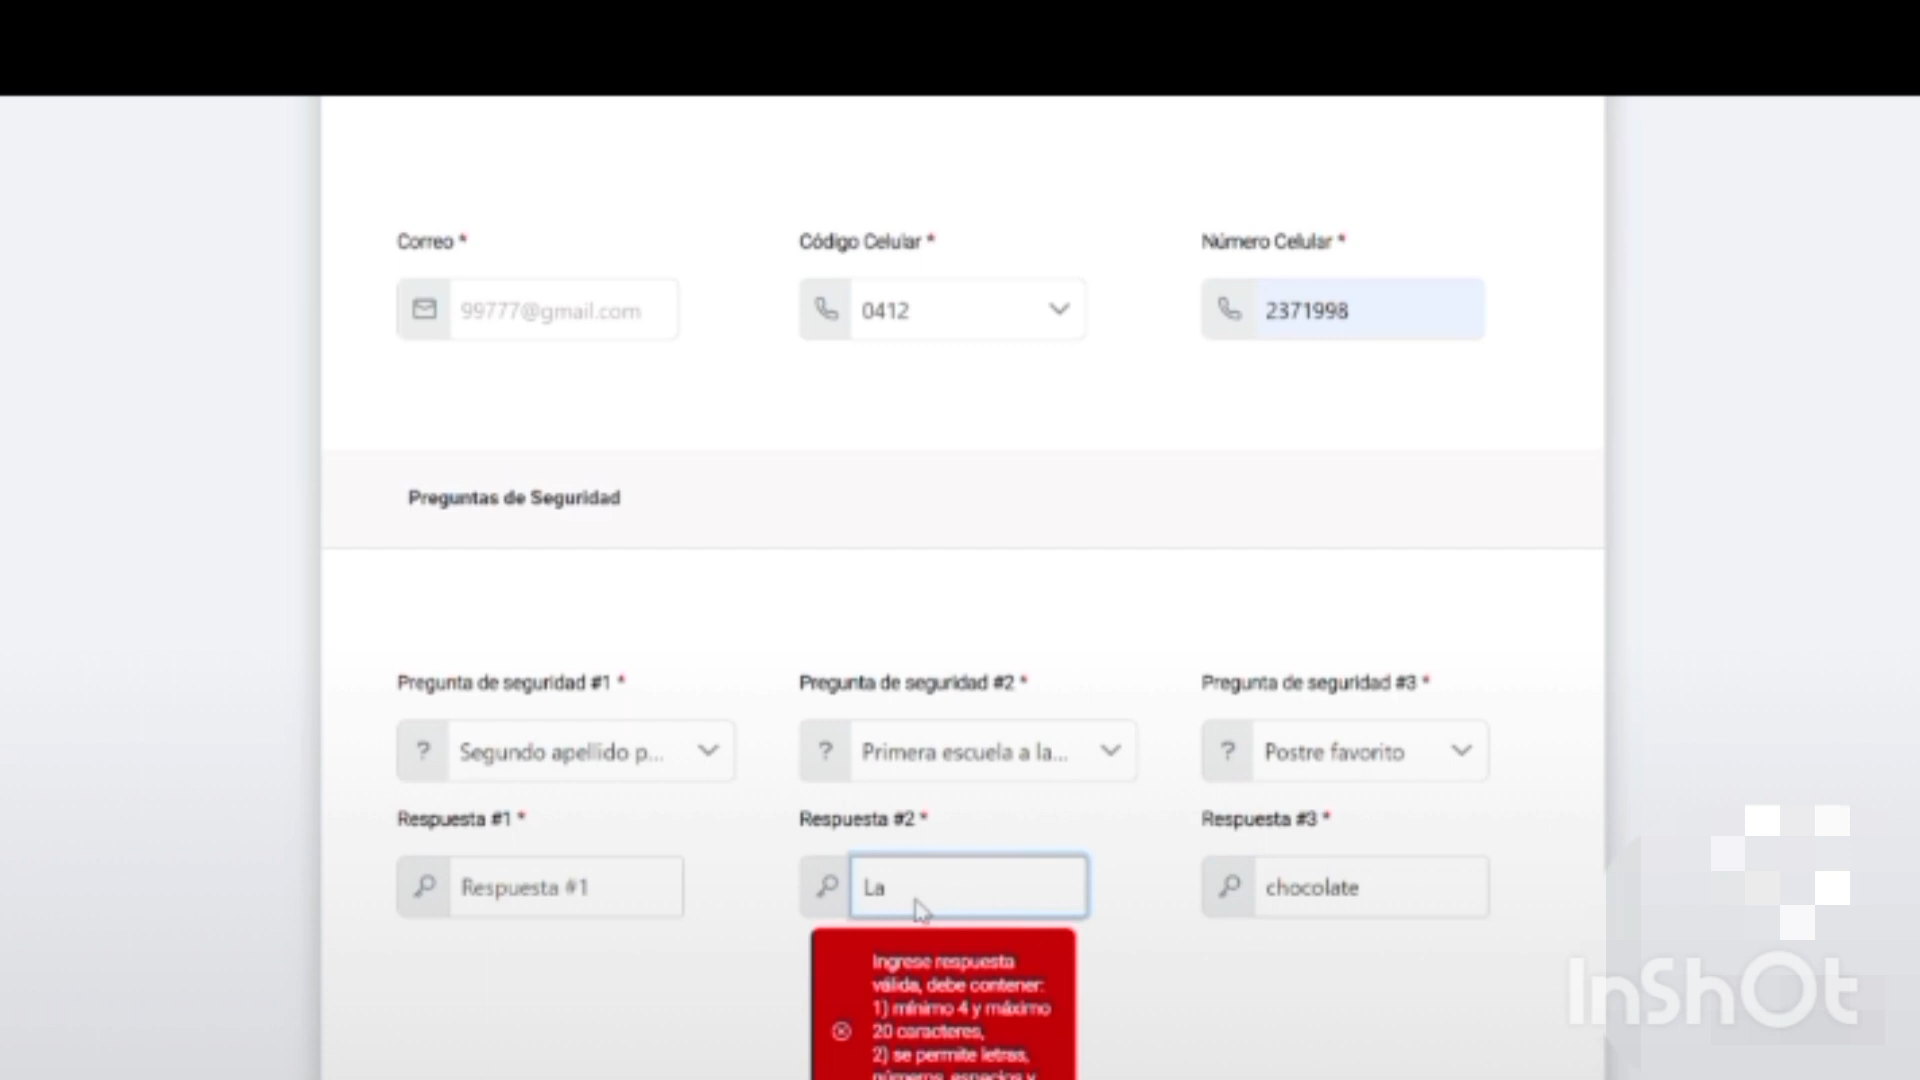 Correo *
Código Celular *
Número Celular *
99777@gmail.com
0412
2371998
Preguntas de Seguridad
Pregunta de seguridad #1 *
Pregunta de seguridad #2 *
Pregunta de seguridad #3 *
? Segundo apellido p...
? Primera escuela a la...
? Postre favorito
Respuesta #1 *
Respuesta #2 *
Respuesta #3 *
Respuesta #1
La
chocolate
Ingrese respuesta
válida, debe contener:
1) mínimo 4 y máximo
20 caracteres,
2) se permite letras,
números, espacios y
InShOt